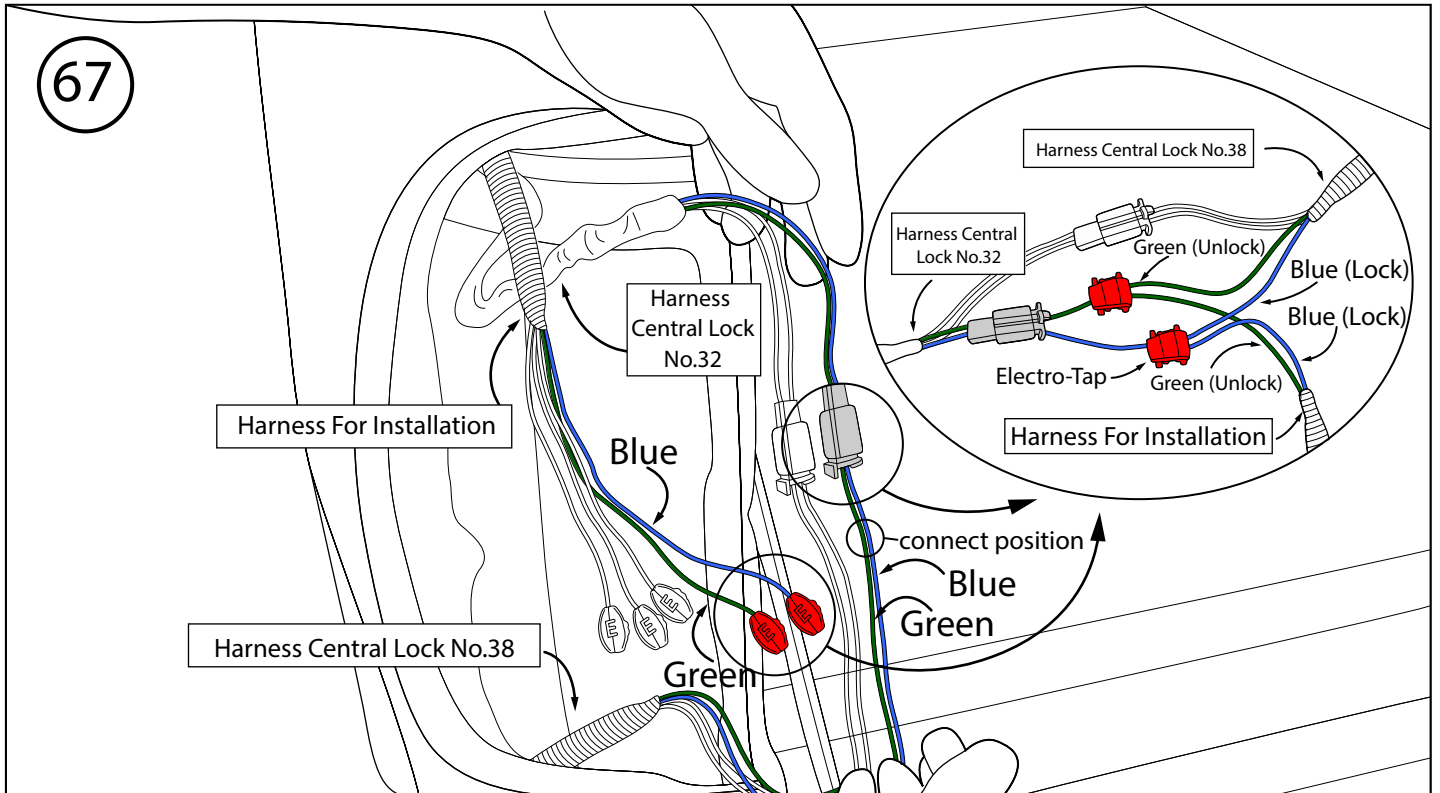 67
Harness Central Lock No.38
Harness Central
Lock No.32
Green (Unlock)
Blue (Lock)
Blue (Lock)
Electro-Tap
Green (Unlock)
Harness For Installation
Harness
Central Lock
No.32
Harness For Installation
Blue
connect position
Blue
Green
Harness Central Lock No.38
Green
E
E
E
E
E